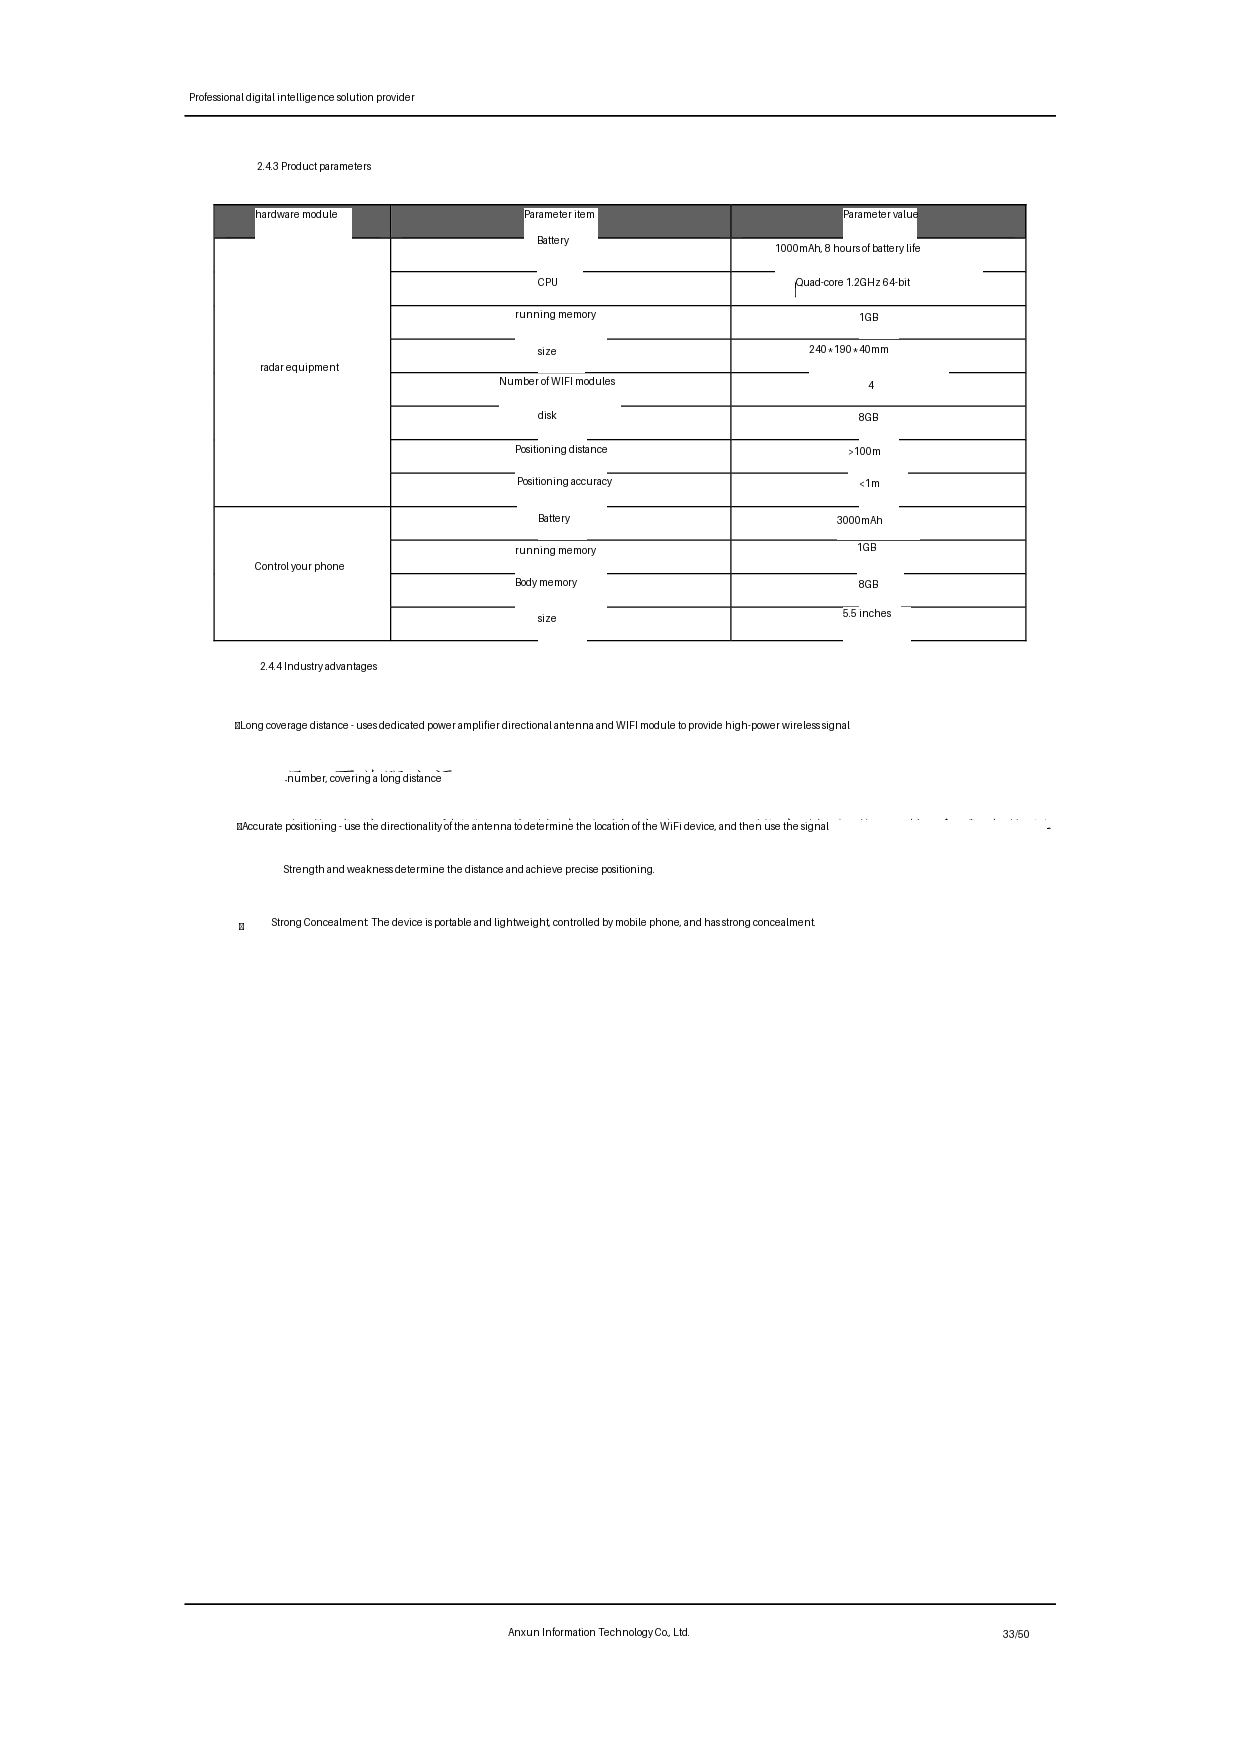 Professional digital intelligence solution provider
2.4.3 Product parameters
hardware module Parameter item Parameter value
radar equipment
Battery 1000mAh, 8 hours of battery life
CPU Quad-core 1.2GHz 64-bit
running memory 1GB
size 240*190*40mm
Number of WIFI modules 4
disk 8GB
Positioning distance >100m
Positioning accuracy <1m
Control your phone
Battery 3000mAh
running memory 1GB
Body memory 8GB
size 5.5 inches
2.4.4 Industry advantages
Long coverage distance - uses dedicated power amplifier directional antenna and WIFI module to provide high-power wireless signal
number, covering a long distance
Accurate positioning - use the directionality of the antenna to determine the location of the WiFi device, and then use the signal
Strength and weakness determine the distance and achieve precise positioning.
Strong Concealment: The device is portable and lightweight, controlled by mobile phone, and has strong concealment.
Anxun Information Technology Co., Ltd. 33/50